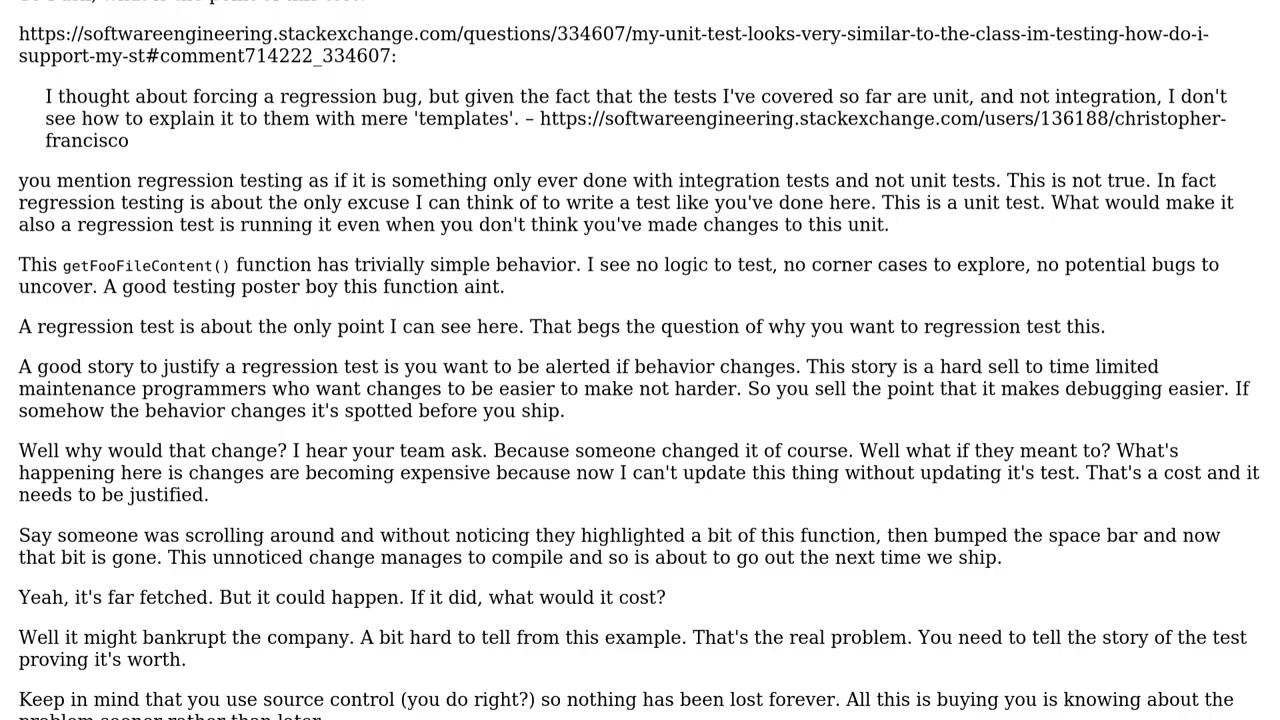 https://softwareengineering.stackexchange.com/questions/334607/my-unit-test-looks-very-similar-to-the-class-im-testing-how-do-i-
support-my-st#comment714222_334607:
I thought about forcing a regression bug, but given the fact that the tests I've covered so far are unit, and not integration, I don't
see how to explain it to them with mere 'templates'. – https://softwareengineering.stackexchange.com/users/136188/christopher-
francisco
you mention regression testing as if it is something only ever done with integration tests and not unit tests. This is not true. In fact
regression testing is about the only excuse I can think of to write a test like you've done here. This is a unit test. What would make it
also a regression test is running it even when you don't think you've made changes to this unit.
This getFooFileContent() function has trivially simple behavior. I see no logic to test, no corner cases to explore, no potential bugs to
uncover. A good testing poster boy this function aint.
A regression test is about the only point I can see here. That begs the question of why you want to regression test this.
A good story to justify a regression test is you want to be alerted if behavior changes. This story is a hard sell to time limited
maintenance programmers who want changes to be easier to make not harder. So you sell the point that it makes debugging easier. If
somehow the behavior changes it's spotted before you ship.
Well why would that change? I hear your team ask. Because someone changed it of course. Well what if they meant to? What's
happening here is changes are becoming expensive because now I can't update this thing without updating it's test. That's a cost and it
needs to be justified.
Say someone was scrolling around and without noticing they highlighted a bit of this function, then bumped the space bar and now
that bit is gone. This unnoticed change manages to compile and so is about to go out the next time we ship.
Yeah, it's far fetched. But it could happen. If it did, what would it cost?
Well it might bankrupt the company. A bit hard to tell from this example. That's the real problem. You need to tell the story of the test
proving it's worth.
Keep in mind that you use source control (you do right?) so nothing has been lost forever. All this is buying you is knowing about the
problem sooner rather than later.